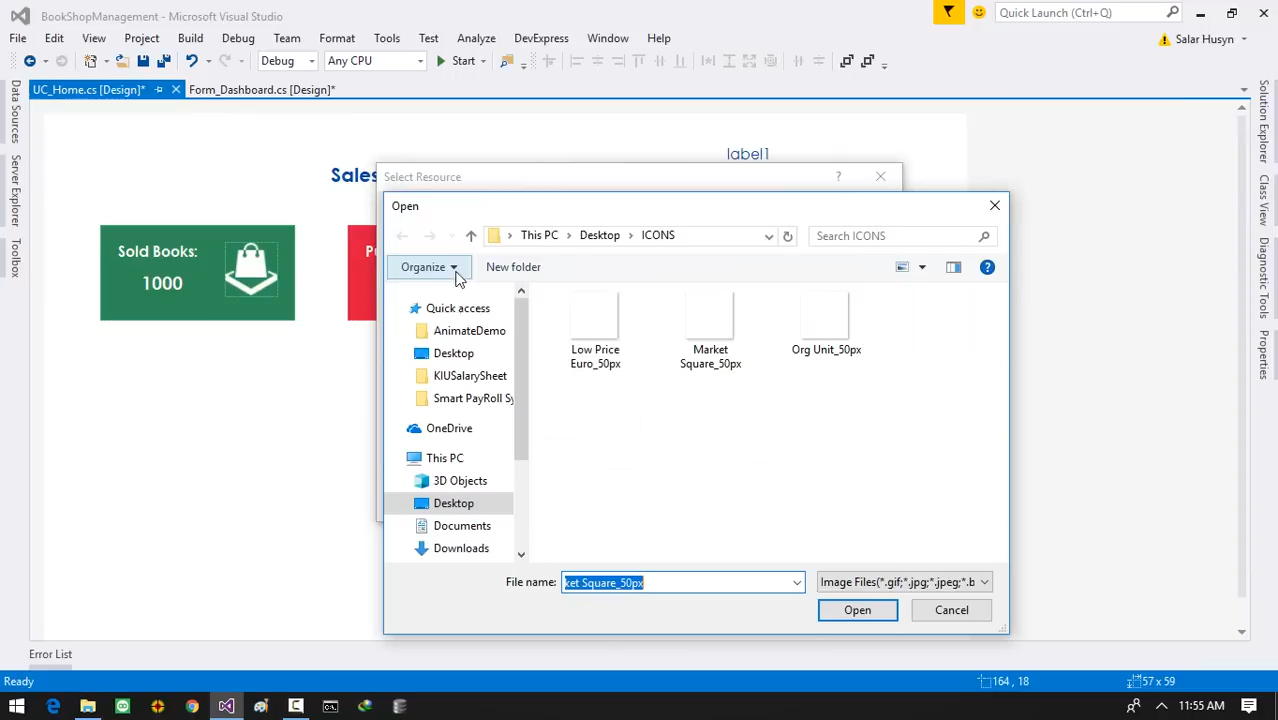 BookShopManagement - Microsoft Visual Studio
Quick Launch (Ctrl+Q)
File Edit View Project Build Debug Team Format Tools Test Analyze DevExpress Window Help
Salar Husyn
Debug Any CPU Start
UC_Home.cs [Design]* Form_Dashboard.cs [Design]*
Data Sources
Server Explorer
Toolbox
Solution Explorer
Class View
Diagnostic Tools
Properties
label1
Sales
Sold Books:
1000
Select Resource ?
Open
This PC Desktop ICONS
Search ICONS
Organize New folder
Quick access
AnimateDemo
Desktop
KIUSalarySheet
Smart PayRoll Sy
OneDrive
This PC
3D Objects
Desktop
Documents
Downloads
Low Price
Euro_50px
Market
Square_50px
Org Unit_50px
File name: ket Square_50px
Image Files(*.gif;*.jpg;*.jpeg;*.b
Open Cancel
Error List
Ready
164 , 18
57 x 59
11:55 AM